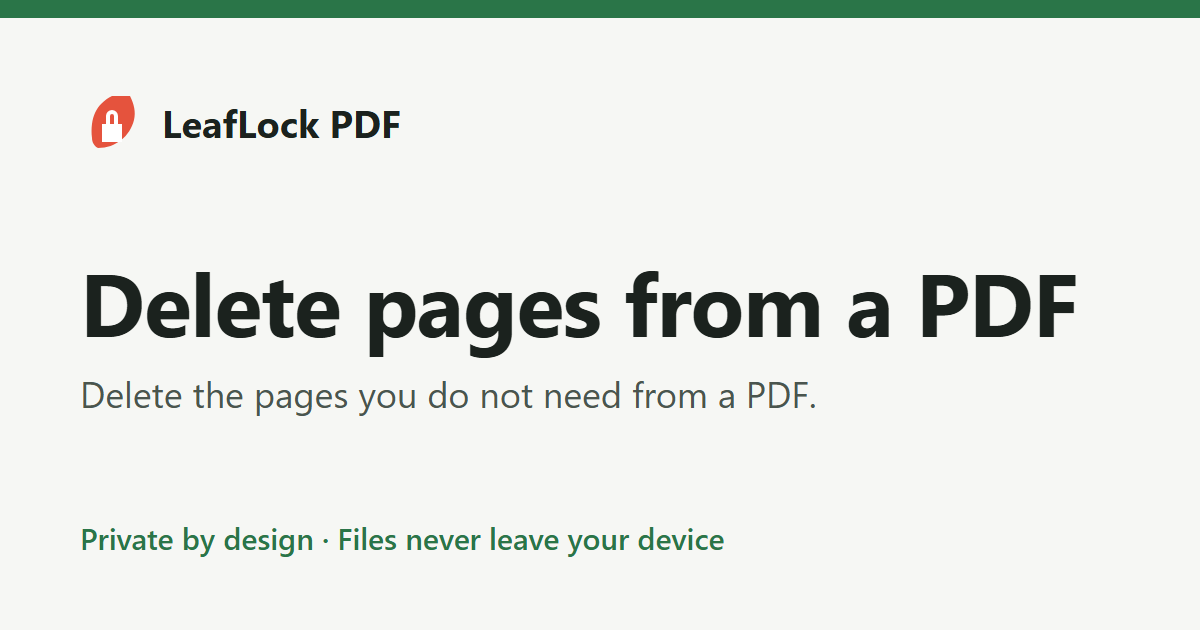 LeafLock PDF
Delete pages from a PDF
Delete the pages you do not need from a PDF.
Private by design · Files never leave your device